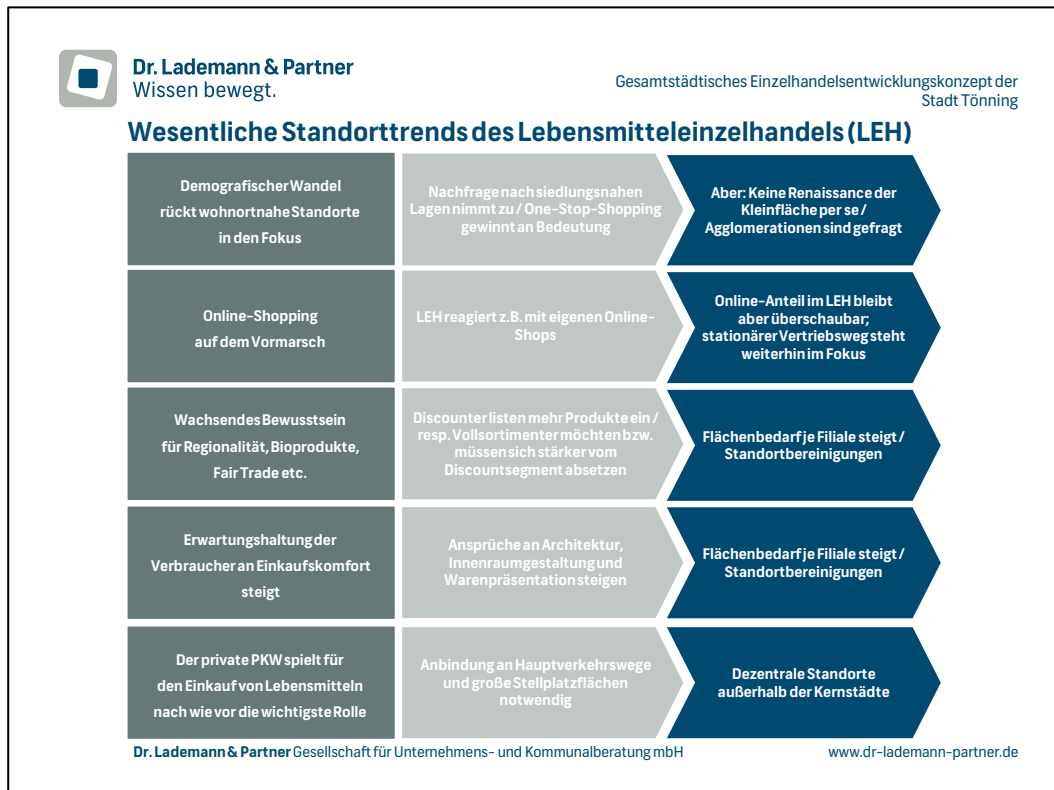 Dr. Lademann & Partner
Wissen bewegt.
Gesamtstädtisches Einzelhandelsentwicklungskonzept der
Stadt Tönning
Wesentliche Standorttrends des Lebensmitteleinzelhandels (LEH)
Demografischer Wandel
rückt wohnortnahe Standorte
in den Fokus
Nachfrage nach siedlungsnahen
Lagen nimmt zu / One-Stop-Shopping
gewinnt an Bedeutung
Aber: Keine Renaissance der
Kleinfläche per se /
Agglomerationen sind gefragt
Online-Shopping
auf dem Vormarsch
LEH reagiert z.B. mit eigenen Online-
Shops
Online-Anteil im LEH bleibt
aber überschaubar;
stationärer Vertriebsweg steht
weiterhin im Fokus
Wachsendes Bewusstsein
für Regionalität, Bioprodukte,
Fair Trade etc.
Discounter listen mehr Produkte ein /
resp. Vollsortimenter möchten bzw.
müssen sich stärker vom
Discountsegment absetzen
Flächenbedarf je Filiale steigt /
Standortbereinigungen
Erwartungshaltung der
Verbraucher an Einkaufskomfort
steigt
Ansprüche an Architektur,
Innenraumgestaltung und
Warenpräsentation steigen
Flächenbedarf je Filiale steigt /
Standortbereinigungen
Der private PKW spielt für
den Einkauf von Lebensmitteln
nach wie vor die wichtigste Rolle
Anbindung an Hauptverkehrswege
und große Stellplatzflächen
notwendig
Dezentrale Standorte
außerhalb der Kernstädte
Dr. Lademann & Partner Gesellschaft für Unternehmens- und Kommunalberatung mbH
www.dr-lademann-partner.de